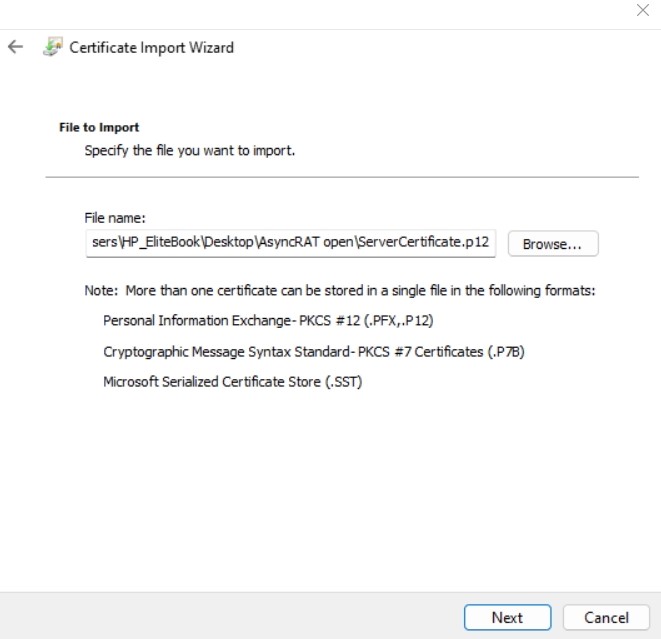 Certificate Import Wizard
File to Import
Specify the file you want to import.
File name:
sers\HP_EliteBook\Desktop\AsyncRAT open\ServerCertificate.p12
Browse...
Note: More than one certificate can be stored in a single file in the following formats:
Personal Information Exchange- PKCS #12 (.PFX,.P12)
Cryptographic Message Syntax Standard- PKCS #7 Certificates (.P7B)
Microsoft Serialized Certificate Store (.SST)
Next
Cancel